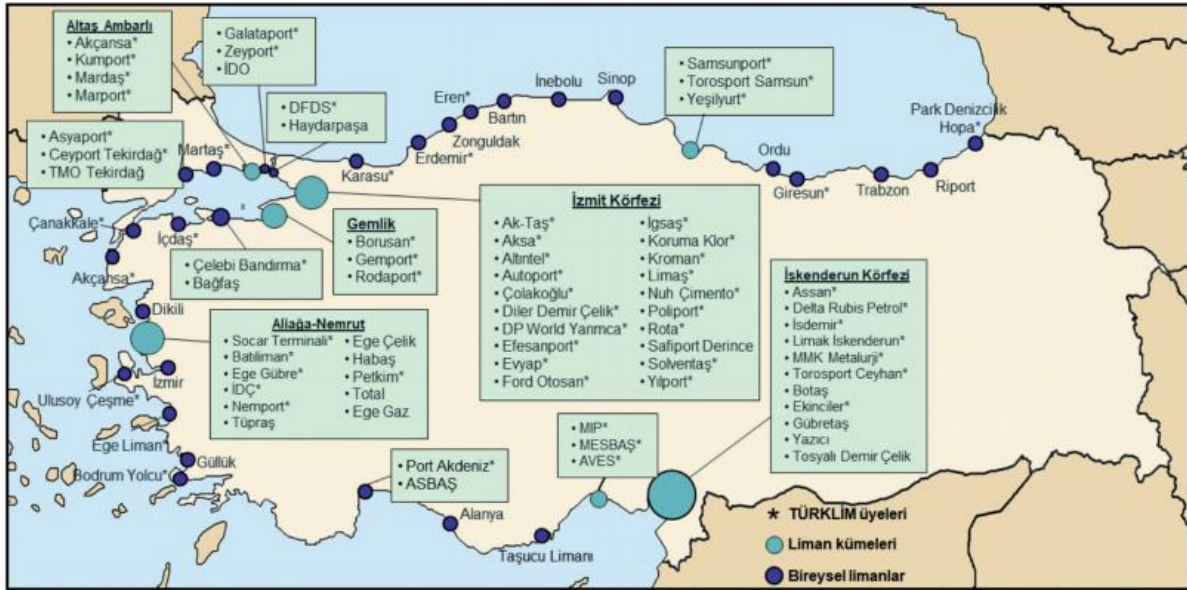 Altaş Ambarlı
• Akçansa*
• Kumport*
• Mardaş*
• Marport*
• Galataport*
• Zeyport*
• İDO
• DFDS*
• Haydarpaşa
• Asyaport*
• Ceyport Tekirdağ*
• TMO Tekirdağ
Martaş*
Karasu*
Erdemir*
Eren*
Zonguldak
Bartın
İnebolu
Sinop
• Samsunport*
• Torosport Samsun*
• Yeşilyurt*
Ordu
Giresun*
Trabzon
Riport
Park Denizcilik
Hopa*
Çanakkale*
İçdaş*
Akçansa*
• Çelebi Bandırma*
• Bağfaş
Gemlik
• Borusan*
• Gemport*
• Rodaport*
İzmit Körfezi
• Ak-Taş*
• Aksa*
• Altıntel*
• Autoport*
• Çolakoğlu*
• Diler Demir Çelik*
• DP World Yarımca*
• Efesanport*
• Evyap*
• Ford Otosan*
• İgsaş*
• Koruma Klor*
• Kroman*
• Limaş*
• Nuh Çimento*
• Poliport*
• Rota*
• Safiport Derince
• Solventaş*
• Yılport*
İskenderun Körfezi
• Assan*
• Delta Rubis Petrol*
• İsdemir*
• Limak İskenderun*
• MMK Metalurji*
• Torosport Ceyhan*
• Botaş
• Ekinciler*
• Gübretaş
• Yazıcı
• Tosyalı Demir Çelik
Dikili
Aliağa-Nemrut
• Socar Terminali*
• Batıliman*
• Ege Gübre*
• İDÇ*
• Nemport*
• Tüpraş
• Ege Çelik
• Habaş
• Petkim*
• Total
• Ege Gaz
İzmir
Ulusoy Çeşme*
Ege Liman*
Güllük
Bodrum Yolcu*
• Port Akdeniz*
• ASBAŞ
Alanya
Taşucu Limanı
• MIP*
• MESBAŞ*
• AVES*
* TÜRKLİM üyeleri
Liman kümeleri
Bireysel limanlar